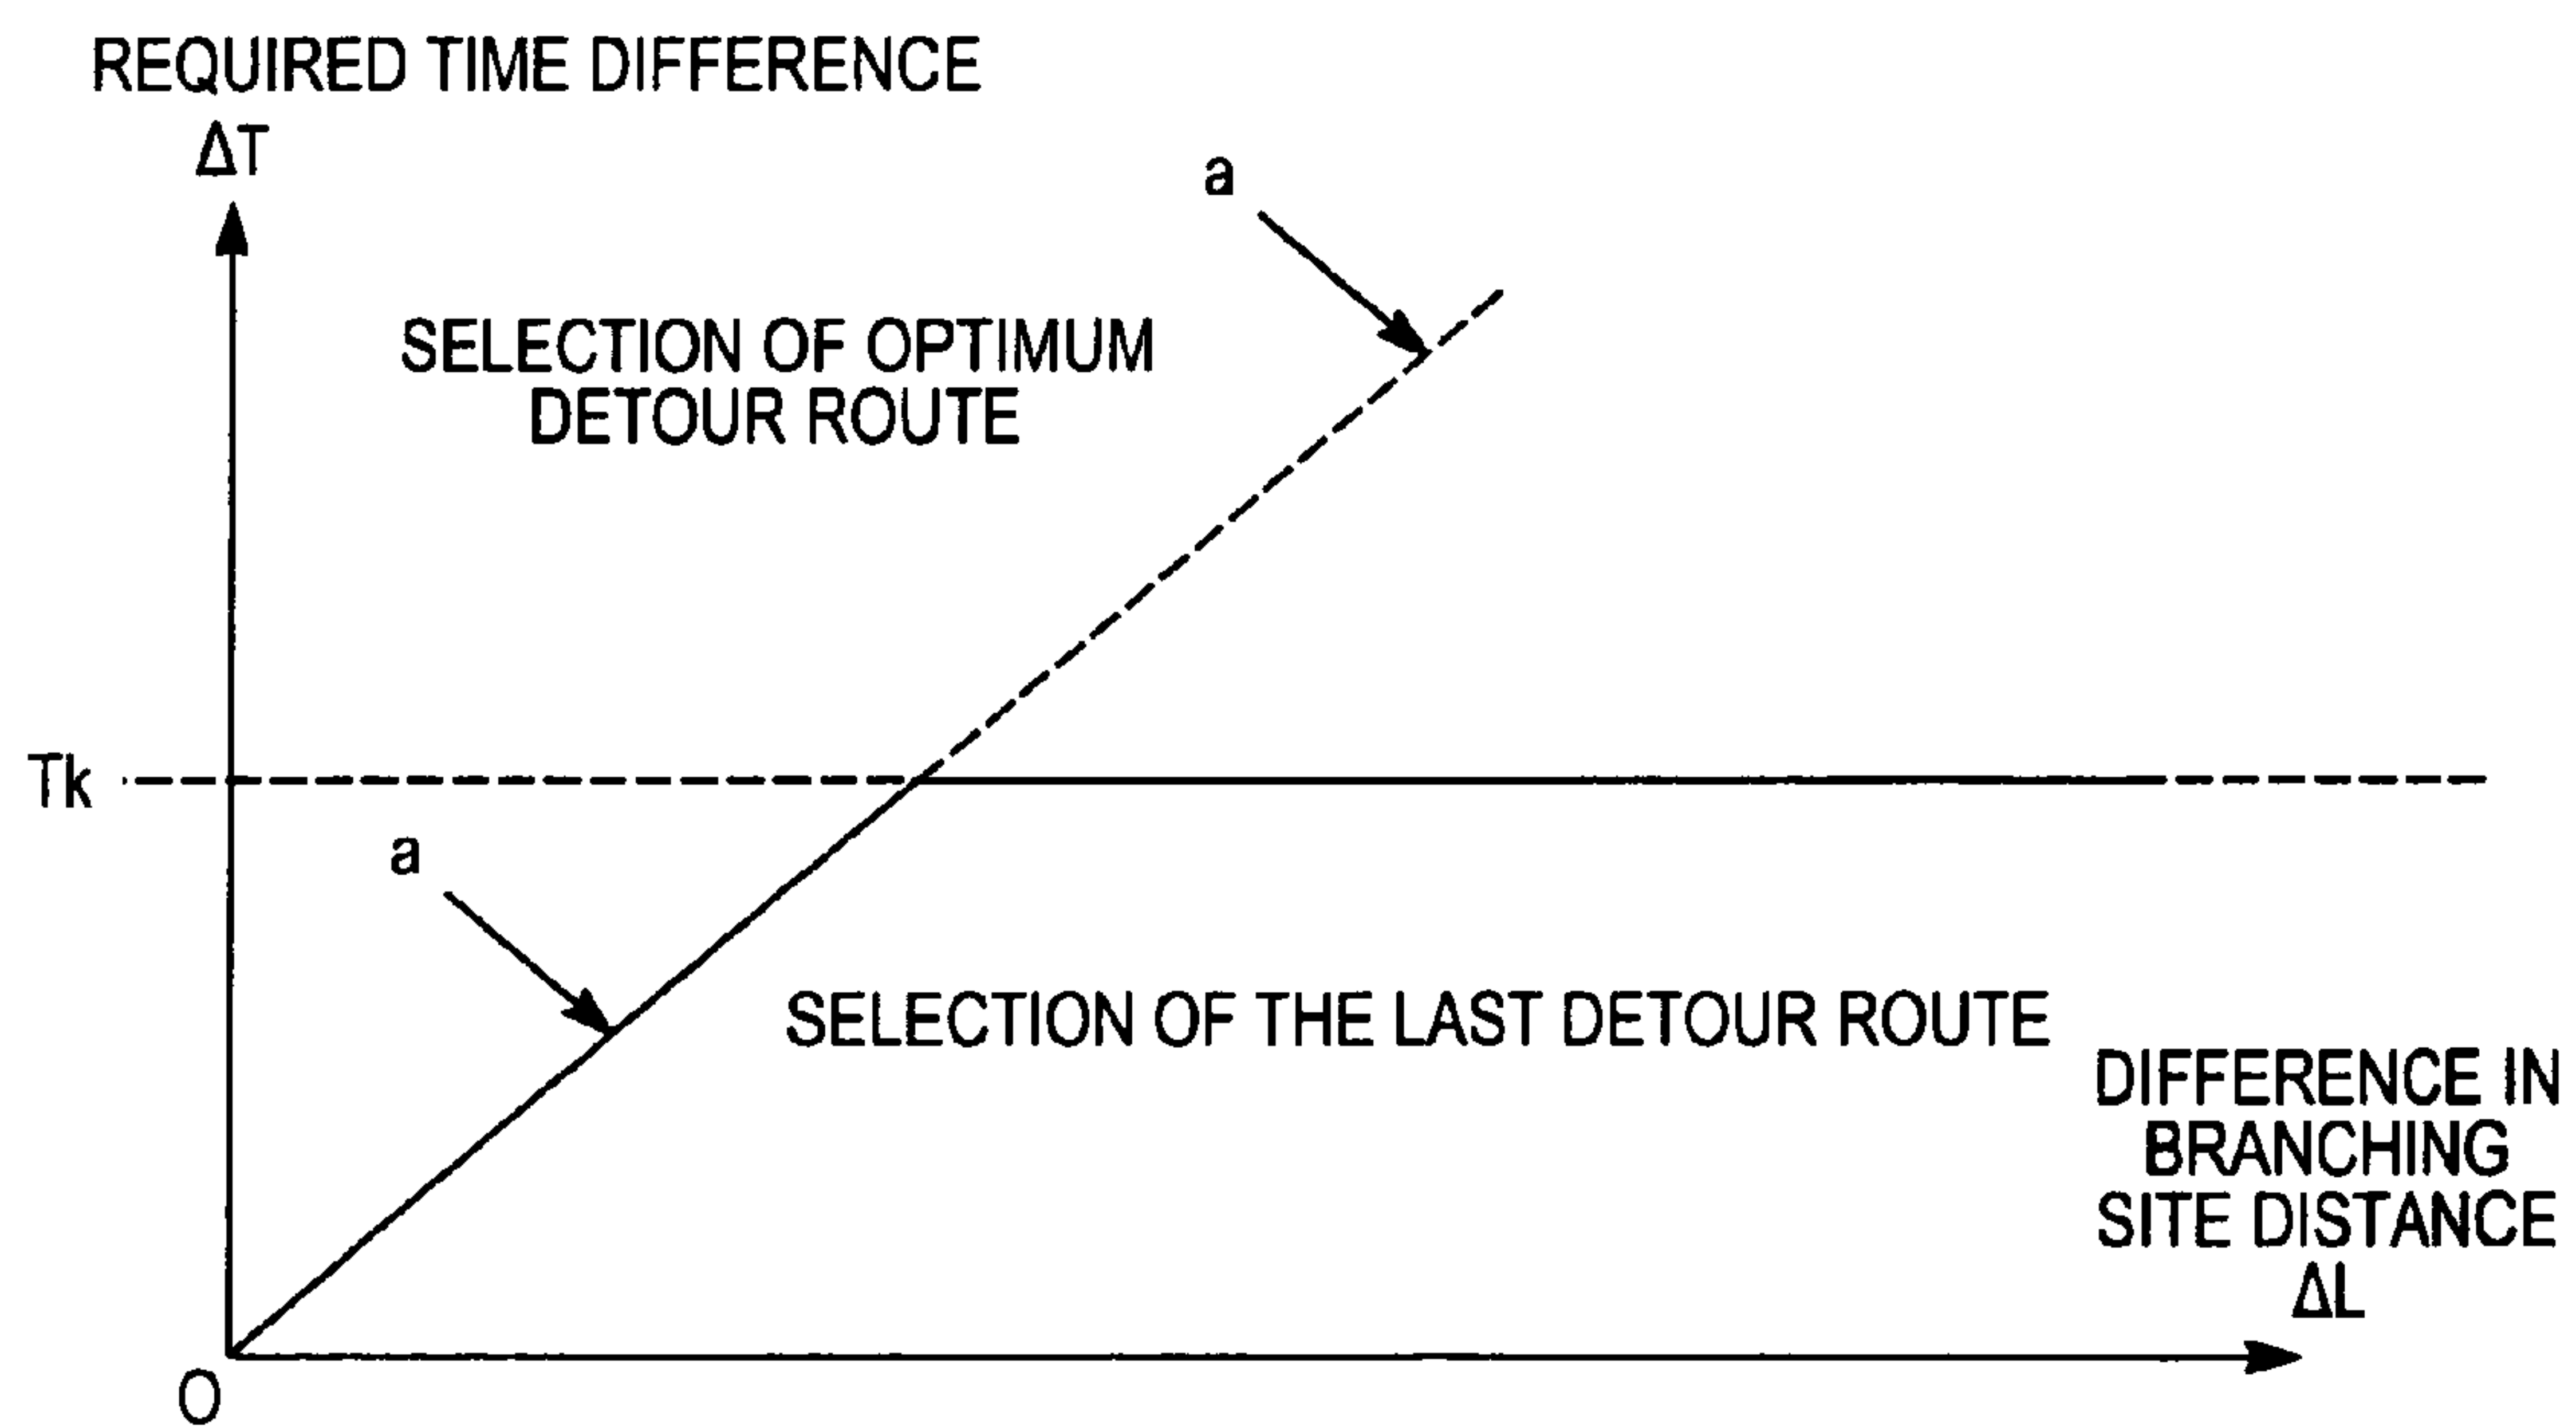 REQUIRED TIME DIFFERENCE
ΔT
a
SELECTION OF OPTIMUM
DETOUR ROUTE
Tk
a
SELECTION OF THE LAST DETOUR ROUTE
DIFFERENCE IN
BRANCHING
SITE DISTANCE
ΔL
O